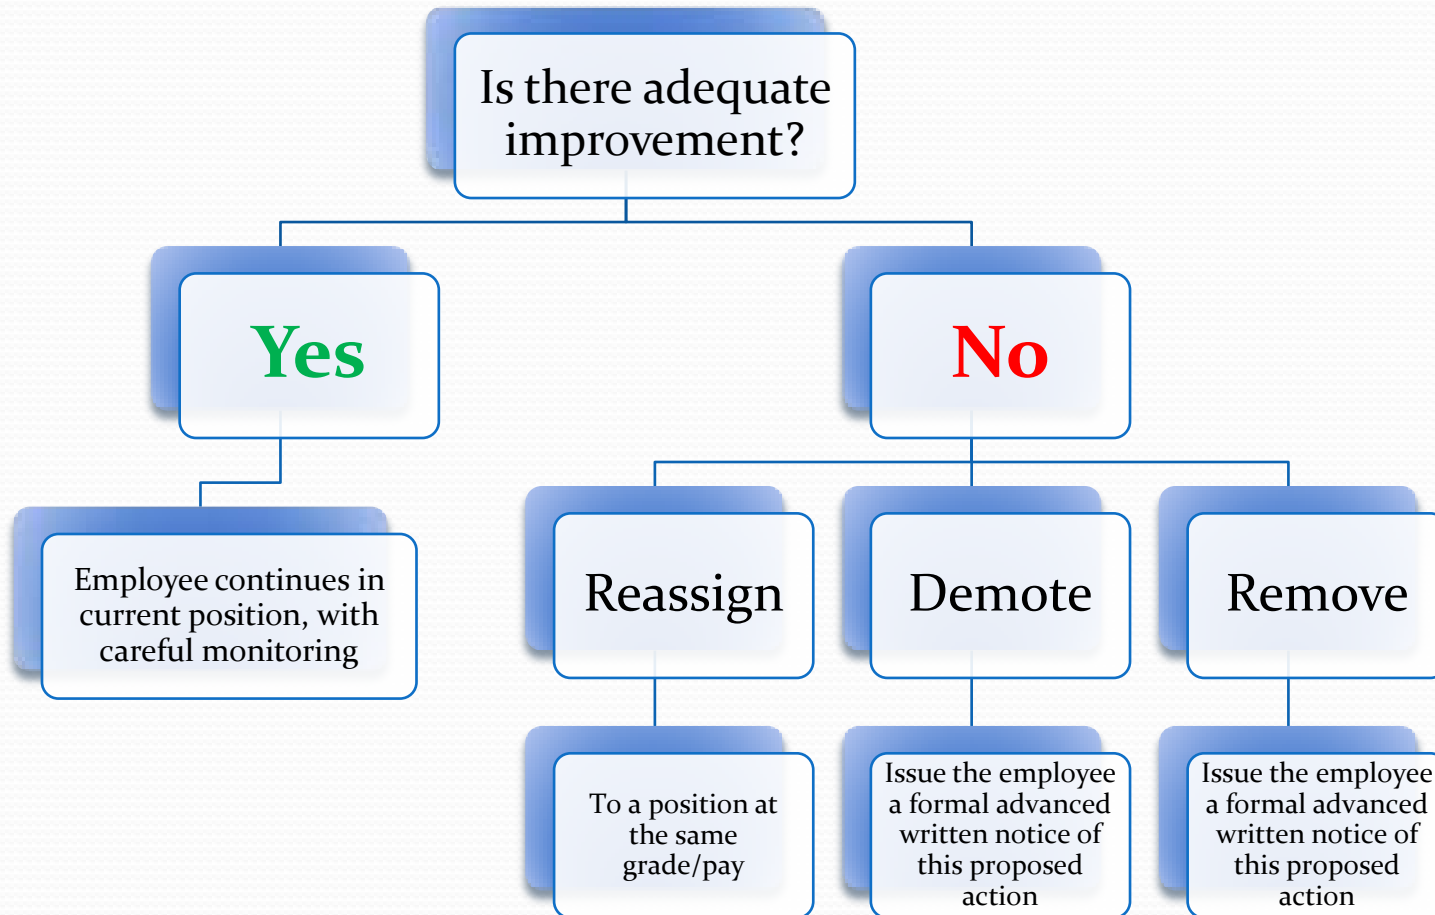 Is there adequate
improvement?
Yes
No
Employee continues in
current position, with
careful monitoring
Reassign
Demote
Remove
To a position at
the same
grade/pay
Issue the employee
a formal advanced
written notice of
this proposed
action
Issue the employee
a formal advanced
written notice of
this proposed
action